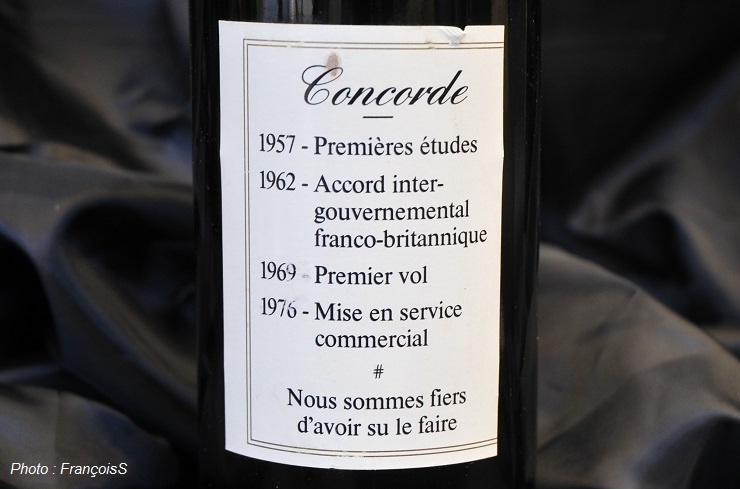 Concorde
1957 - Premières études
1962 - Accord inter-
gouvernemental
franco-britannique
1969 - Premier vol
1976 - Mise en service
commercial
#
Nous sommes fiers
d'avoir su le faire
Photo : FrançoisS